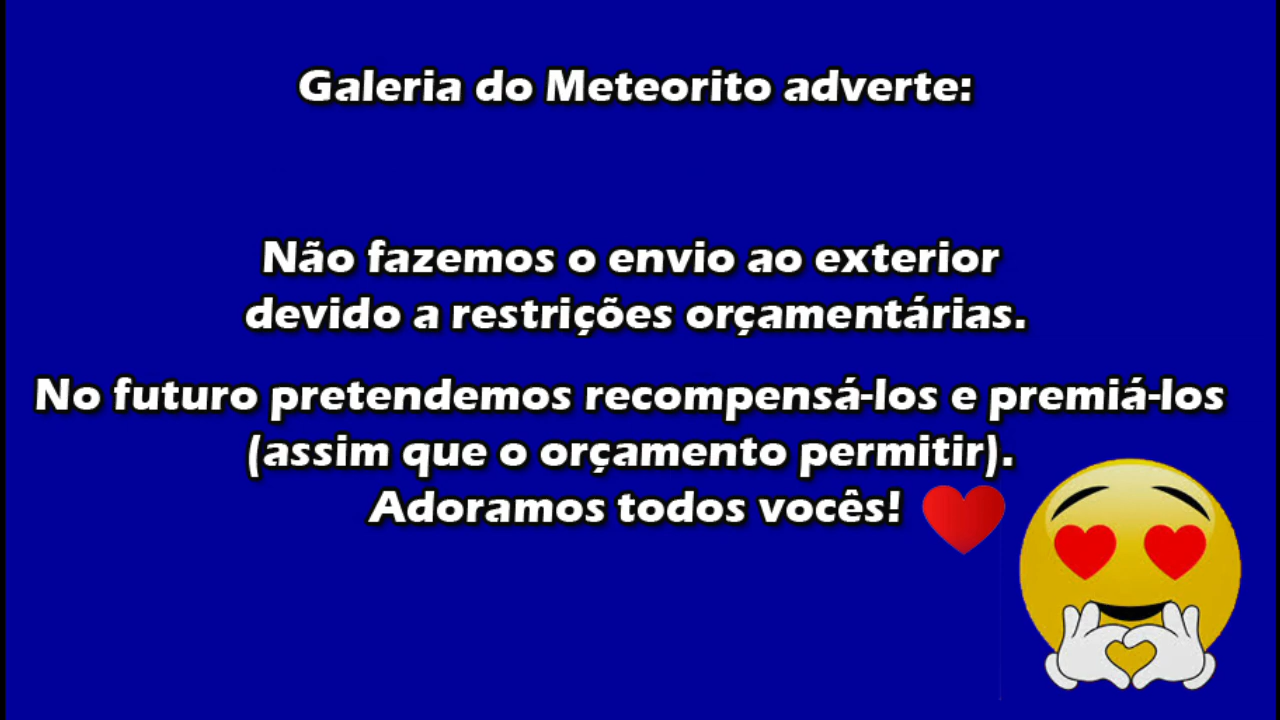 Galeria do Meteorito adverte:
Não fazemos o envio ao exterior
devido a restrições orçamentárias.
No futuro pretendemos recompensá-los e premiá-los
(assim que o orçamento permitir).
Adoramos todos vocês!